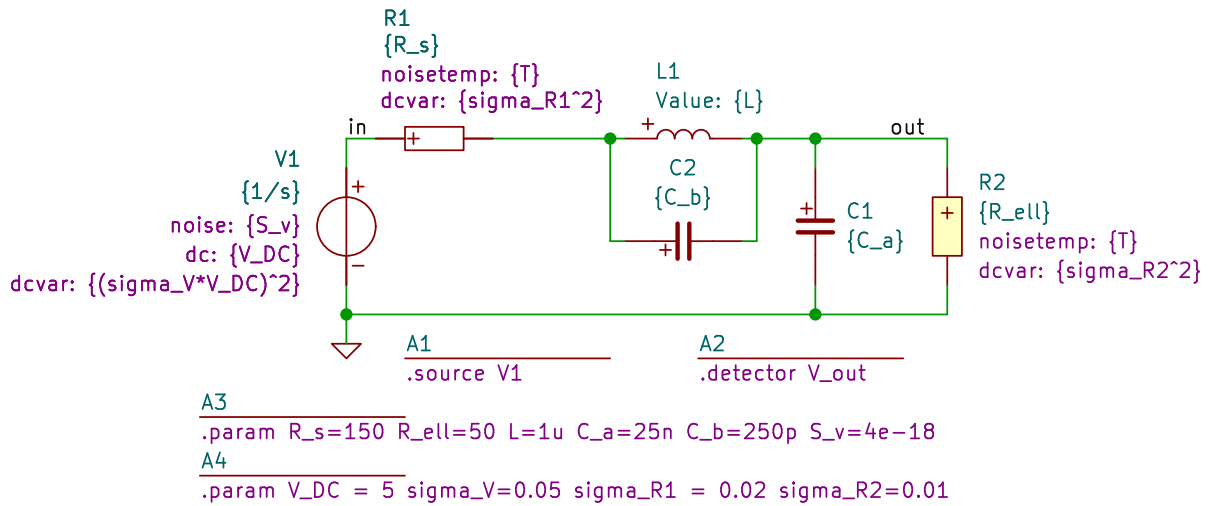 R1
{R_s}
noisetemp: {T}
dcvar: {sigma_R1^2}
L1
Value: {L}
in
out
V1
{1/s}
noise: {S_v}
dc: {V_DC}
dcvar: {(sigma_V*V_DC)^2}
C2
{C_b}
C1
{C_a}
R2
{R_ell}
noisetemp: {T}
dcvar: {sigma_R2^2}
A1
.source V1
A2
.detector V_out
A3
.param R_s=150 R_ell=50 L=1u C_a=25n C_b=250p S_v=4e-18
A4
.param V_DC = 5 sigma_V=0.05 sigma_R1 = 0.02 sigma_R2=0.01